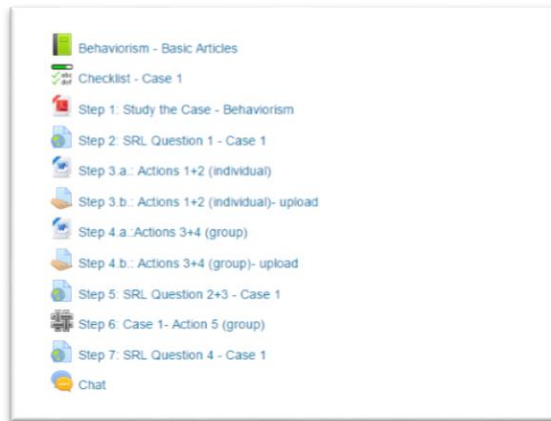 Behaviorism - Basic Articles
Checklist - Case 1
Step 1: Study the Case - Behaviorism
Step 2: SRL Question 1 - Case 1
Step 3.a.: Actions 1+2 (individual)
Step 3.b.: Actions 1+2 (individual)- upload
Step 4.a.:Actions 3+4 (group)
Step 4.b.: Actions 3+4 (group)- upload
Step 5: SRL Question 2+3 - Case 1
Step 6: Case 1- Action 5 (group)
Step 7: SRL Question 4 - Case 1
Chat